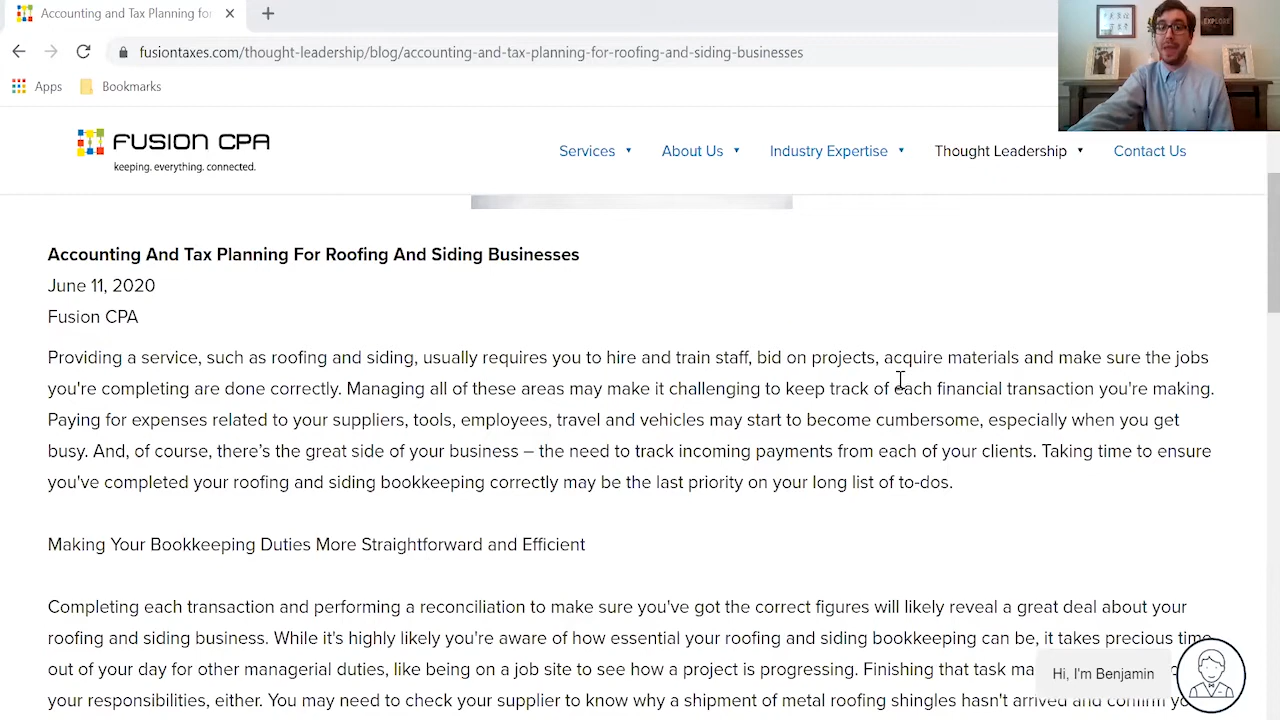 Accounting and Tax Planning for
fusiontaxes.com/thought-leadership/blog/accounting-and-tax-planning-for-roofing-and-siding-businesses
Apps
Bookmarks
EXPLORE
FUSION CPA
keeping. everything. connected.
Services
About Us
Industry Expertise
Thought Leadership
Contact Us
Accounting And Tax Planning For Roofing And Siding Businesses
June 11, 2020
Fusion CPA
Providing a service, such as roofing and siding, usually requires you to hire and train staff, bid on projects, acquire materials and make sure the jobs
you're completing are done correctly. Managing all of these areas may make it challenging to keep track of each financial transaction you're making.
Paying for expenses related to your suppliers, tools, employees, travel and vehicles may start to become cumbersome, especially when you get
busy. And, of course, there’s the great side of your business – the need to track incoming payments from each of your clients. Taking time to ensure
you've completed your roofing and siding bookkeeping correctly may be the last priority on your long list of to-dos.
Making Your Bookkeeping Duties More Straightforward and Efficient
Completing each transaction and performing a reconciliation to make sure you've got the correct figures will likely reveal a great deal about your
roofing and siding business. While it's highly likely you're aware of how essential your roofing and siding bookkeeping can be, it takes precious time
out of your day for other managerial duties, like being on a job site to see how a project is progressing. Finishing that task
your responsibilities, either. You may need to check your supplier to know why a shipment of metal roofing shingles hasn't arrived and confirm
Hi, I'm Benjamin